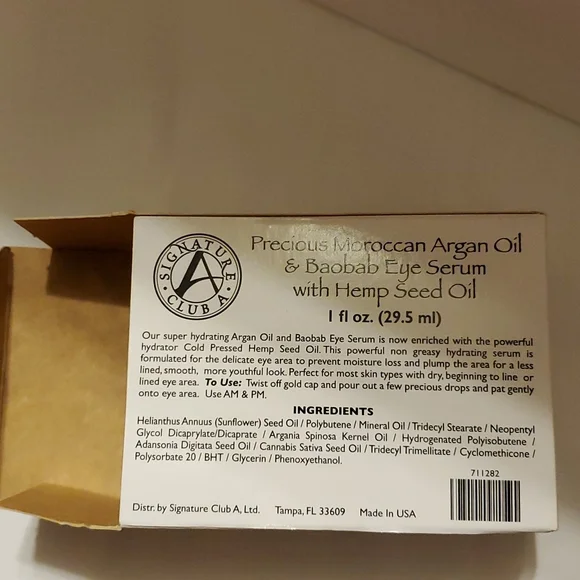 SIGNATURE CLUB A.
A
Precious Moroccan Argan Oil
& Baobab Eye Serum
with Hemp Seed Oil
1 fl oz. (29.5 ml)
Our super hydrating Argan Oil and Baobab Eye Serum is now enriched with the powerful
hydrator Cold Pressed Hemp Seed Oil. This powerful non greasy hydrating serum is
formulated for the delicate eye area to prevent moisture loss and plump the area for a less
lined, smooth, more youthful look. Perfect for most skin types with dry, beginning to line or
lined eye area. To Use: Twist off gold cap and pour out a few precious drops and pat gently
onto eye area. Use AM & PM.
INGREDIENTS
Helianthus Annuus (Sunflower) Seed Oil / Polybutene / Mineral Oil / Tridecyl Stearate / Neopentyl
Glycol Dicaprylate/Dicaprate / Argania Spinosa Kernel Oil / Hydrogenated Polyisobutene /
Adansonia Digitata Seed Oil / Cannabis Sativa Seed Oil / Tridecyl Trimellitate / Cyclomethicone /
Polysorbate 20 / BHT / Glycerin / Phenoxyethanol.
711282
Distr. by Signature Club A, Ltd. Tampa, FL 33609 Made In USA